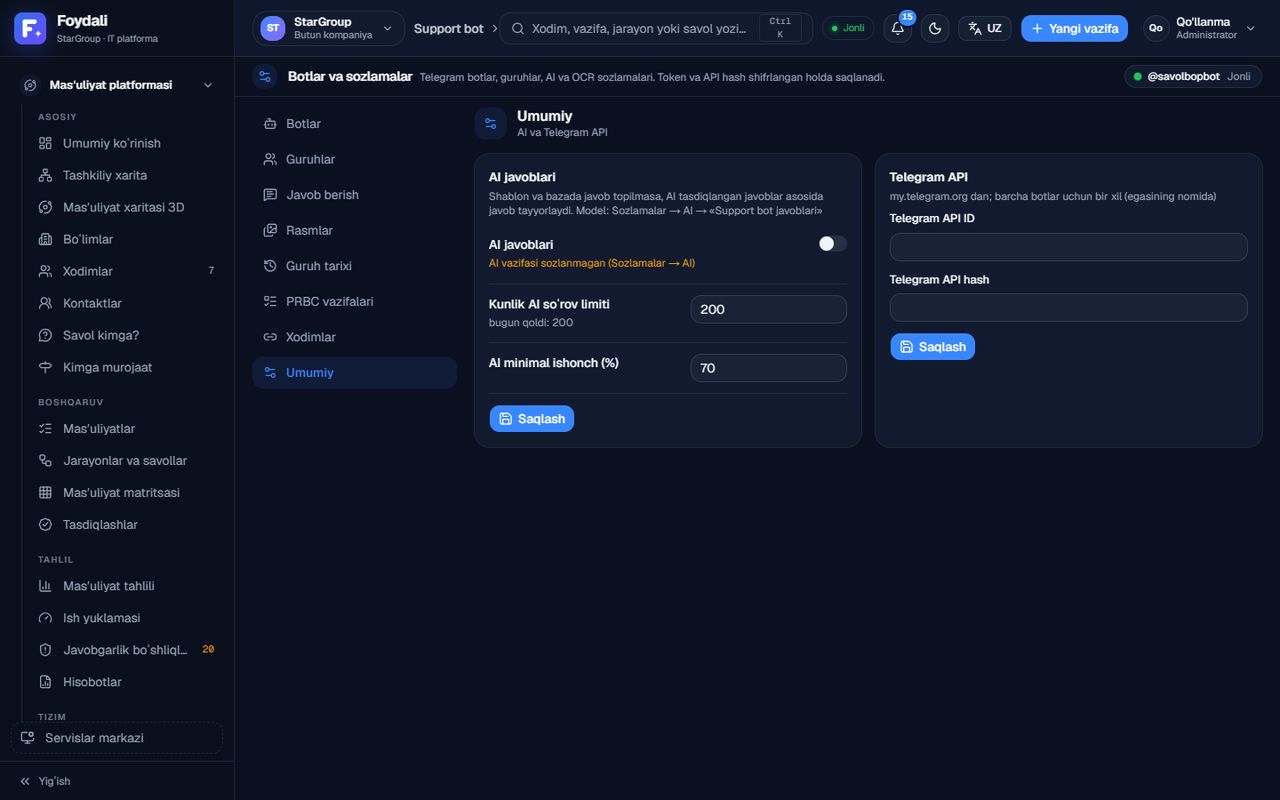 Foydali
StarGroup · IT platforma
ST
StarGroup
Butun kompaniya
Support bot
Xodim, vazifa, jarayon yoki savol yozi...
Ctrl K
Jonli
15
UZ
Yangi vazifa
Qo
Qo'llanma
Administrator
Mas'uliyat platformasi
ASOSIY
Umumiy ko'rinish
Tashkiliy xarita
Mas'uliyat xaritasi 3D
Bo'limlar
Xodimlar 7
Kontaktlar
Savol kimga?
Kimga murojaat
BOSHQARUV
Mas'uliyatlar
Jarayonlar va savollar
Mas'uliyat matritsasi
Tasdiqlashlar
TAHLIL
Mas'uliyat tahlili
Ish yuklamasi
Javobgarlik bo'shliql... 20
Hisobotlar
TIZIM
Servislar markazi
Yig'ish
Botlar va sozlamalar
Telegram botlar, guruhlar, AI va OCR sozlamalari. Token va API hash shifrlangan holda saqlanadi.
@savolbopbot Jonli
Botlar
Guruhlar
Javob berish
Rasmlar
Guruh tarixi
PRBC vazifalari
Xodimlar
Umumiy
Umumiy
AI va Telegram API
AI javoblari
Shablon va bazada javob topilmasa, AI tasdiqlangan javoblar asosida
javob tayyorlaydi. Model: Sozlamalar → AI → «Support bot javoblari»
AI javoblari
AI vazifasi sozlanmagan (Sozlamalar → AI)
Kunlik AI so'rov limiti
bugun qoldi: 200
200
AI minimal ishonch (%)
70
Saqlash
Telegram API
my.telegram.org dan; barcha botlar uchun bir xil (egasining nomida)
Telegram API ID
Telegram API hash
Saqlash